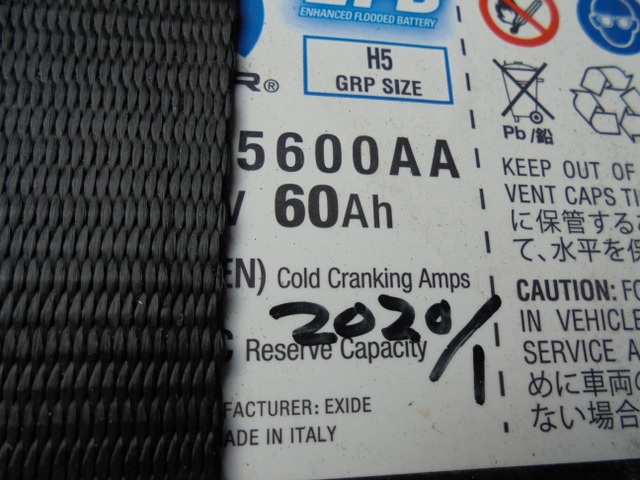 ENHANCED FLOODED BATTERY
H5
GRP SIZE
R®
5600AA
60Ah
EN) Cold Cranking Amps
2020/1
Reserve Capacity
FACTURER: EXIDE
ADE IN ITALY
Pb/鉛
KEEP OUT OF
VENT CAPS TI
に保管する
て、水平を保
CAUTION: FO
IN VEHICLE
SERVICE A
めに車両の
ない場合